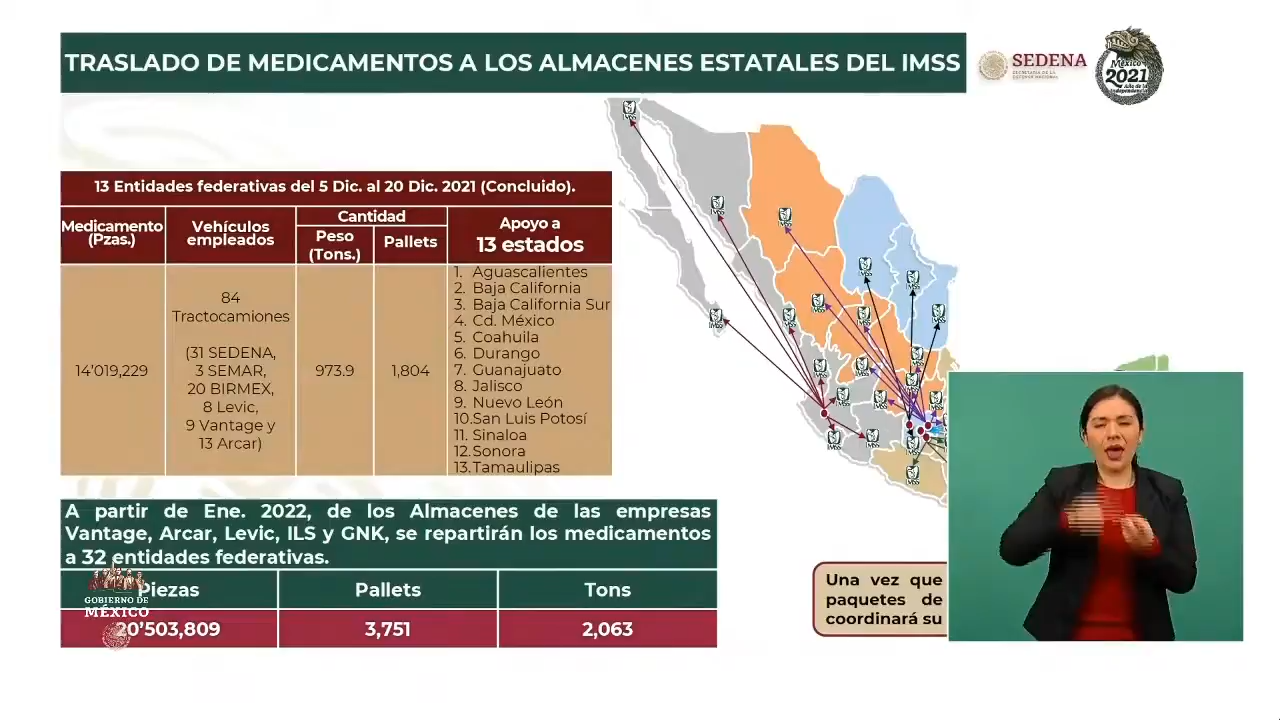 TRASLADO DE MEDICAMENTOS A LOS ALMACENES ESTATALES DEL IMSS
SEDENA
SECRETARÍA DE LA
DEFENSA NACIONAL
México
2021
Año de la
Independencia
13 Entidades federativas del 5 Dic. al 20 Dic. 2021 (Concluido).
Medicamento
(Pzas.)
Vehículos
empleados
Cantidad
Peso
(Tons.)
Pallets
Apoyo a
13 estados
14’019,229
84
Tractocamiones
(31 SEDENA,
3 SEMAR,
20 BIRMEX,
8 Levic,
9 Vantage y
13 Arcar)
973.9
1,804
1. Aguascalientes
2. Baja California
3. Baja California Sur
4. Cd. México
5. Coahuila
6. Durango
7. Guanajuato
8. Jalisco
9. Nuevo León
10.San Luis Potosí
11. Sinaloa
12. Sonora
13.Tamaulipas
A partir de Ene. 2022, de los Almacenes de las empresas
Vantage, Arcar, Levic, ILS y GNK, se repartirán los medicamentos
a 32 entidades federativas.
Piezas
Pallets
Tons
20’503,809
3,751
2,063
GOBIERNO DE
MÉXICO
Una vez que
paquetes de
coordinará su